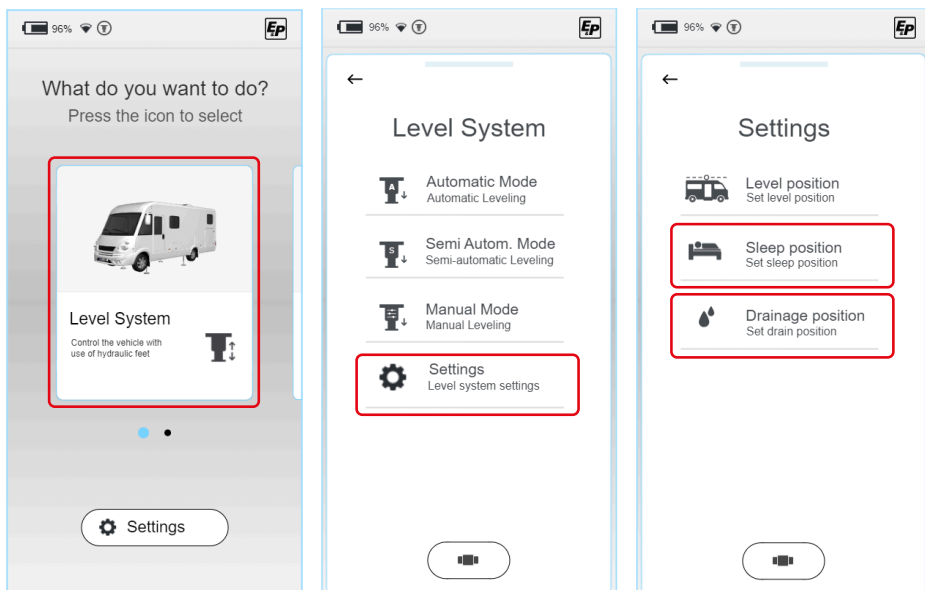 96%
E.P
What do you want to do?
Press the icon to select
Level System
Control the vehicle with
use of hydraulic feet
Settings
96%
E.P
Level System
A
Automatic Mode
Automatic Leveling
S
Semi Autom. Mode
Semi-automatic Leveling
Manual Mode
Manual Leveling
Settings
Level system settings
96%
E.P
Settings
Level position
Set level position
Sleep position
Set sleep position
Drainage position
Set drain position